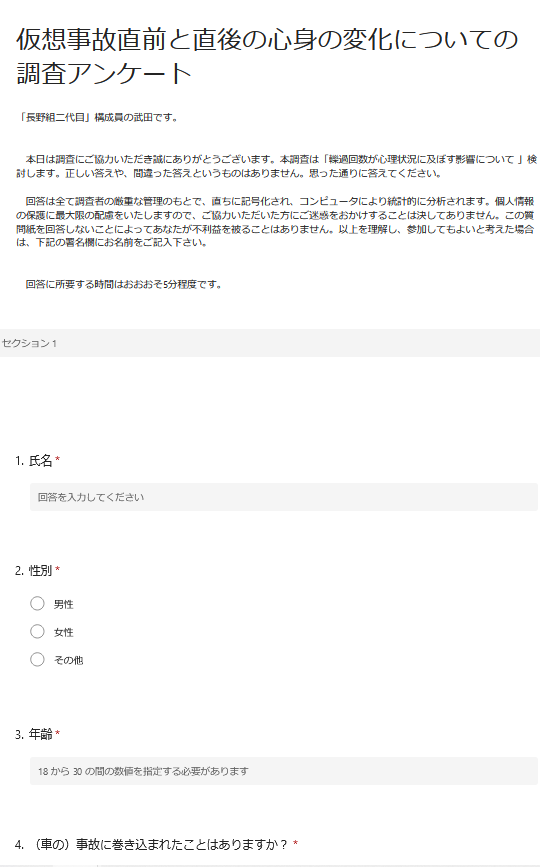 仮想事故直前と直後の心身の変化についての
調査アンケート
「長野組二代目」構成員の武田です。
本日は調査にご協力いただき誠にありがとうございます。本調査は「轢過回数が心理状況に及ぼす影響について 」検
討します。正しい答えや、間違った答えというものはありません。思った通りに答えてください。
回答は全て調査者の厳重な管理のもとで、直ちに記号化され、コンピュータにより統計的に分析されます。個人情報
の保護に最大限の配慮をいたしますので、ご協力いただいた方にご迷惑をおかけすることは決してありません。この質
問紙を回答しないことによってあなたが不利益を被ることはありません。以上を理解し、参加してもよいと考えた場合
は、下記の署名欄にお名前をご記入下さい。
回答に所要する時間はおおおそ5分程度です。
セクション 1
1. 氏名 *
回答を入力してください
2. 性別 *
男性
女性
その他
3. 年齢 *
18 から 30 の間の数値を指定する必要があります
4. （車の）事故に巻き込まれたことはありますか？ *